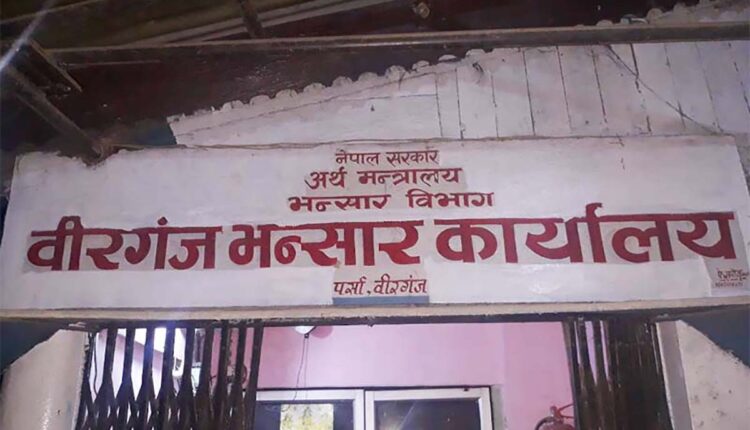 नेपाल सरकार
अर्थ मन्त्रालय
भन्सार विभाग
वीरगंज भन्सार कार्यालय
पर्सा, वीरगंज